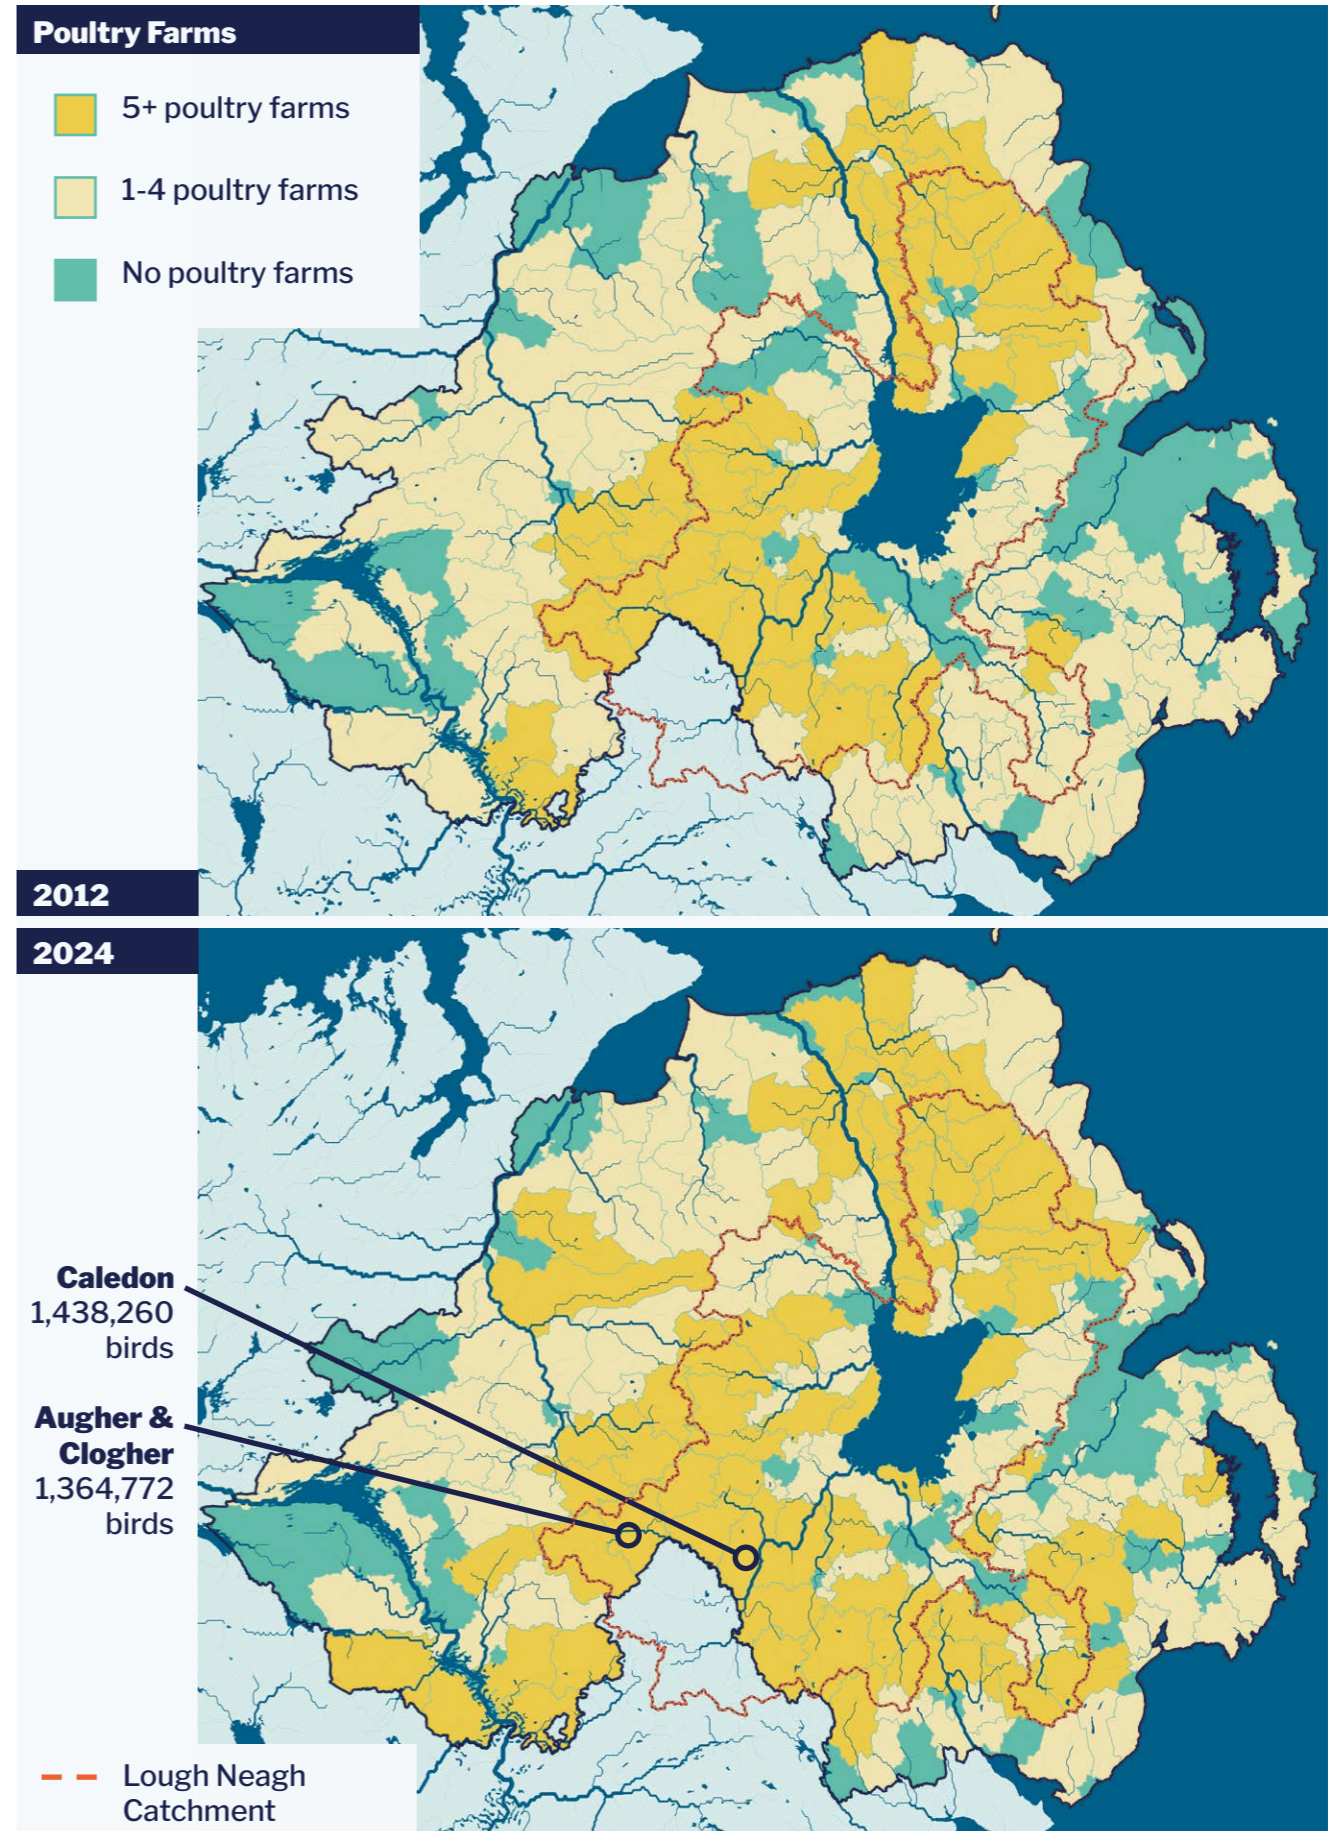 Poultry Farms
5+ poultry farms
1-4 poultry farms
No poultry farms
2012
2024
Caledon
1,438,260
birds
Augher &
Clogher
1,364,772
birds
Lough Neagh
Catchment